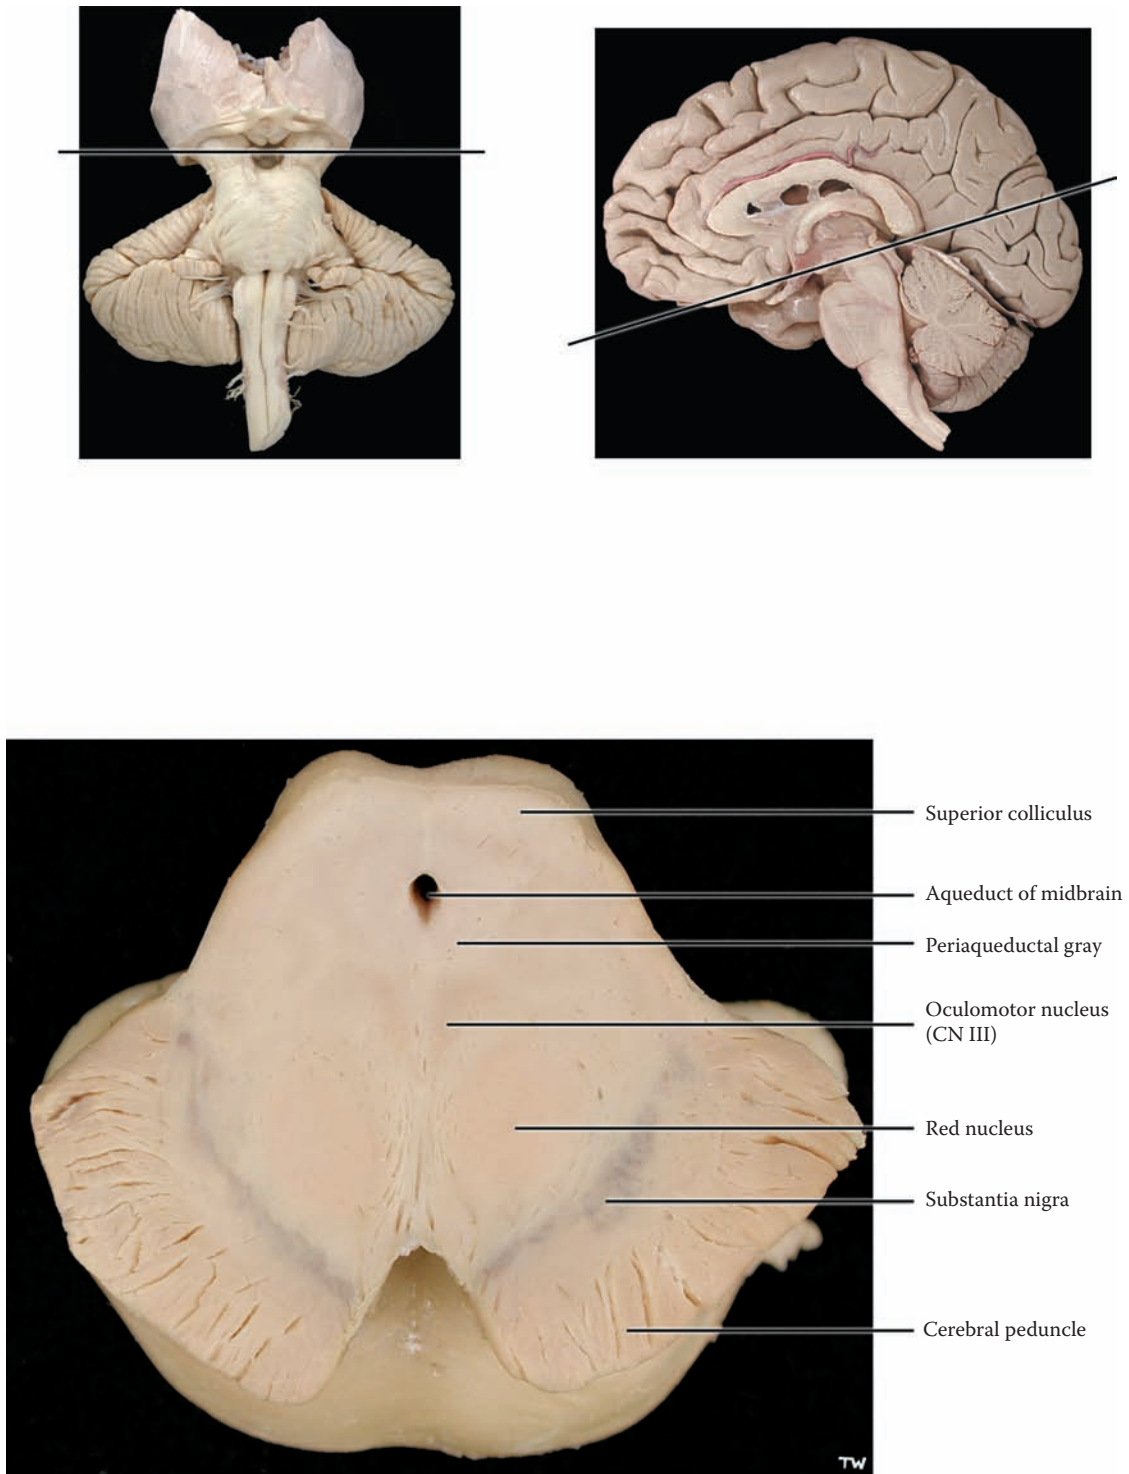 Superior colliculus
Aqueduct of midbrain
Periaqueductal gray
Oculomotor nucleus
(CN III)
Red nucleus
Substantia nigra
Cerebral peduncle
TW